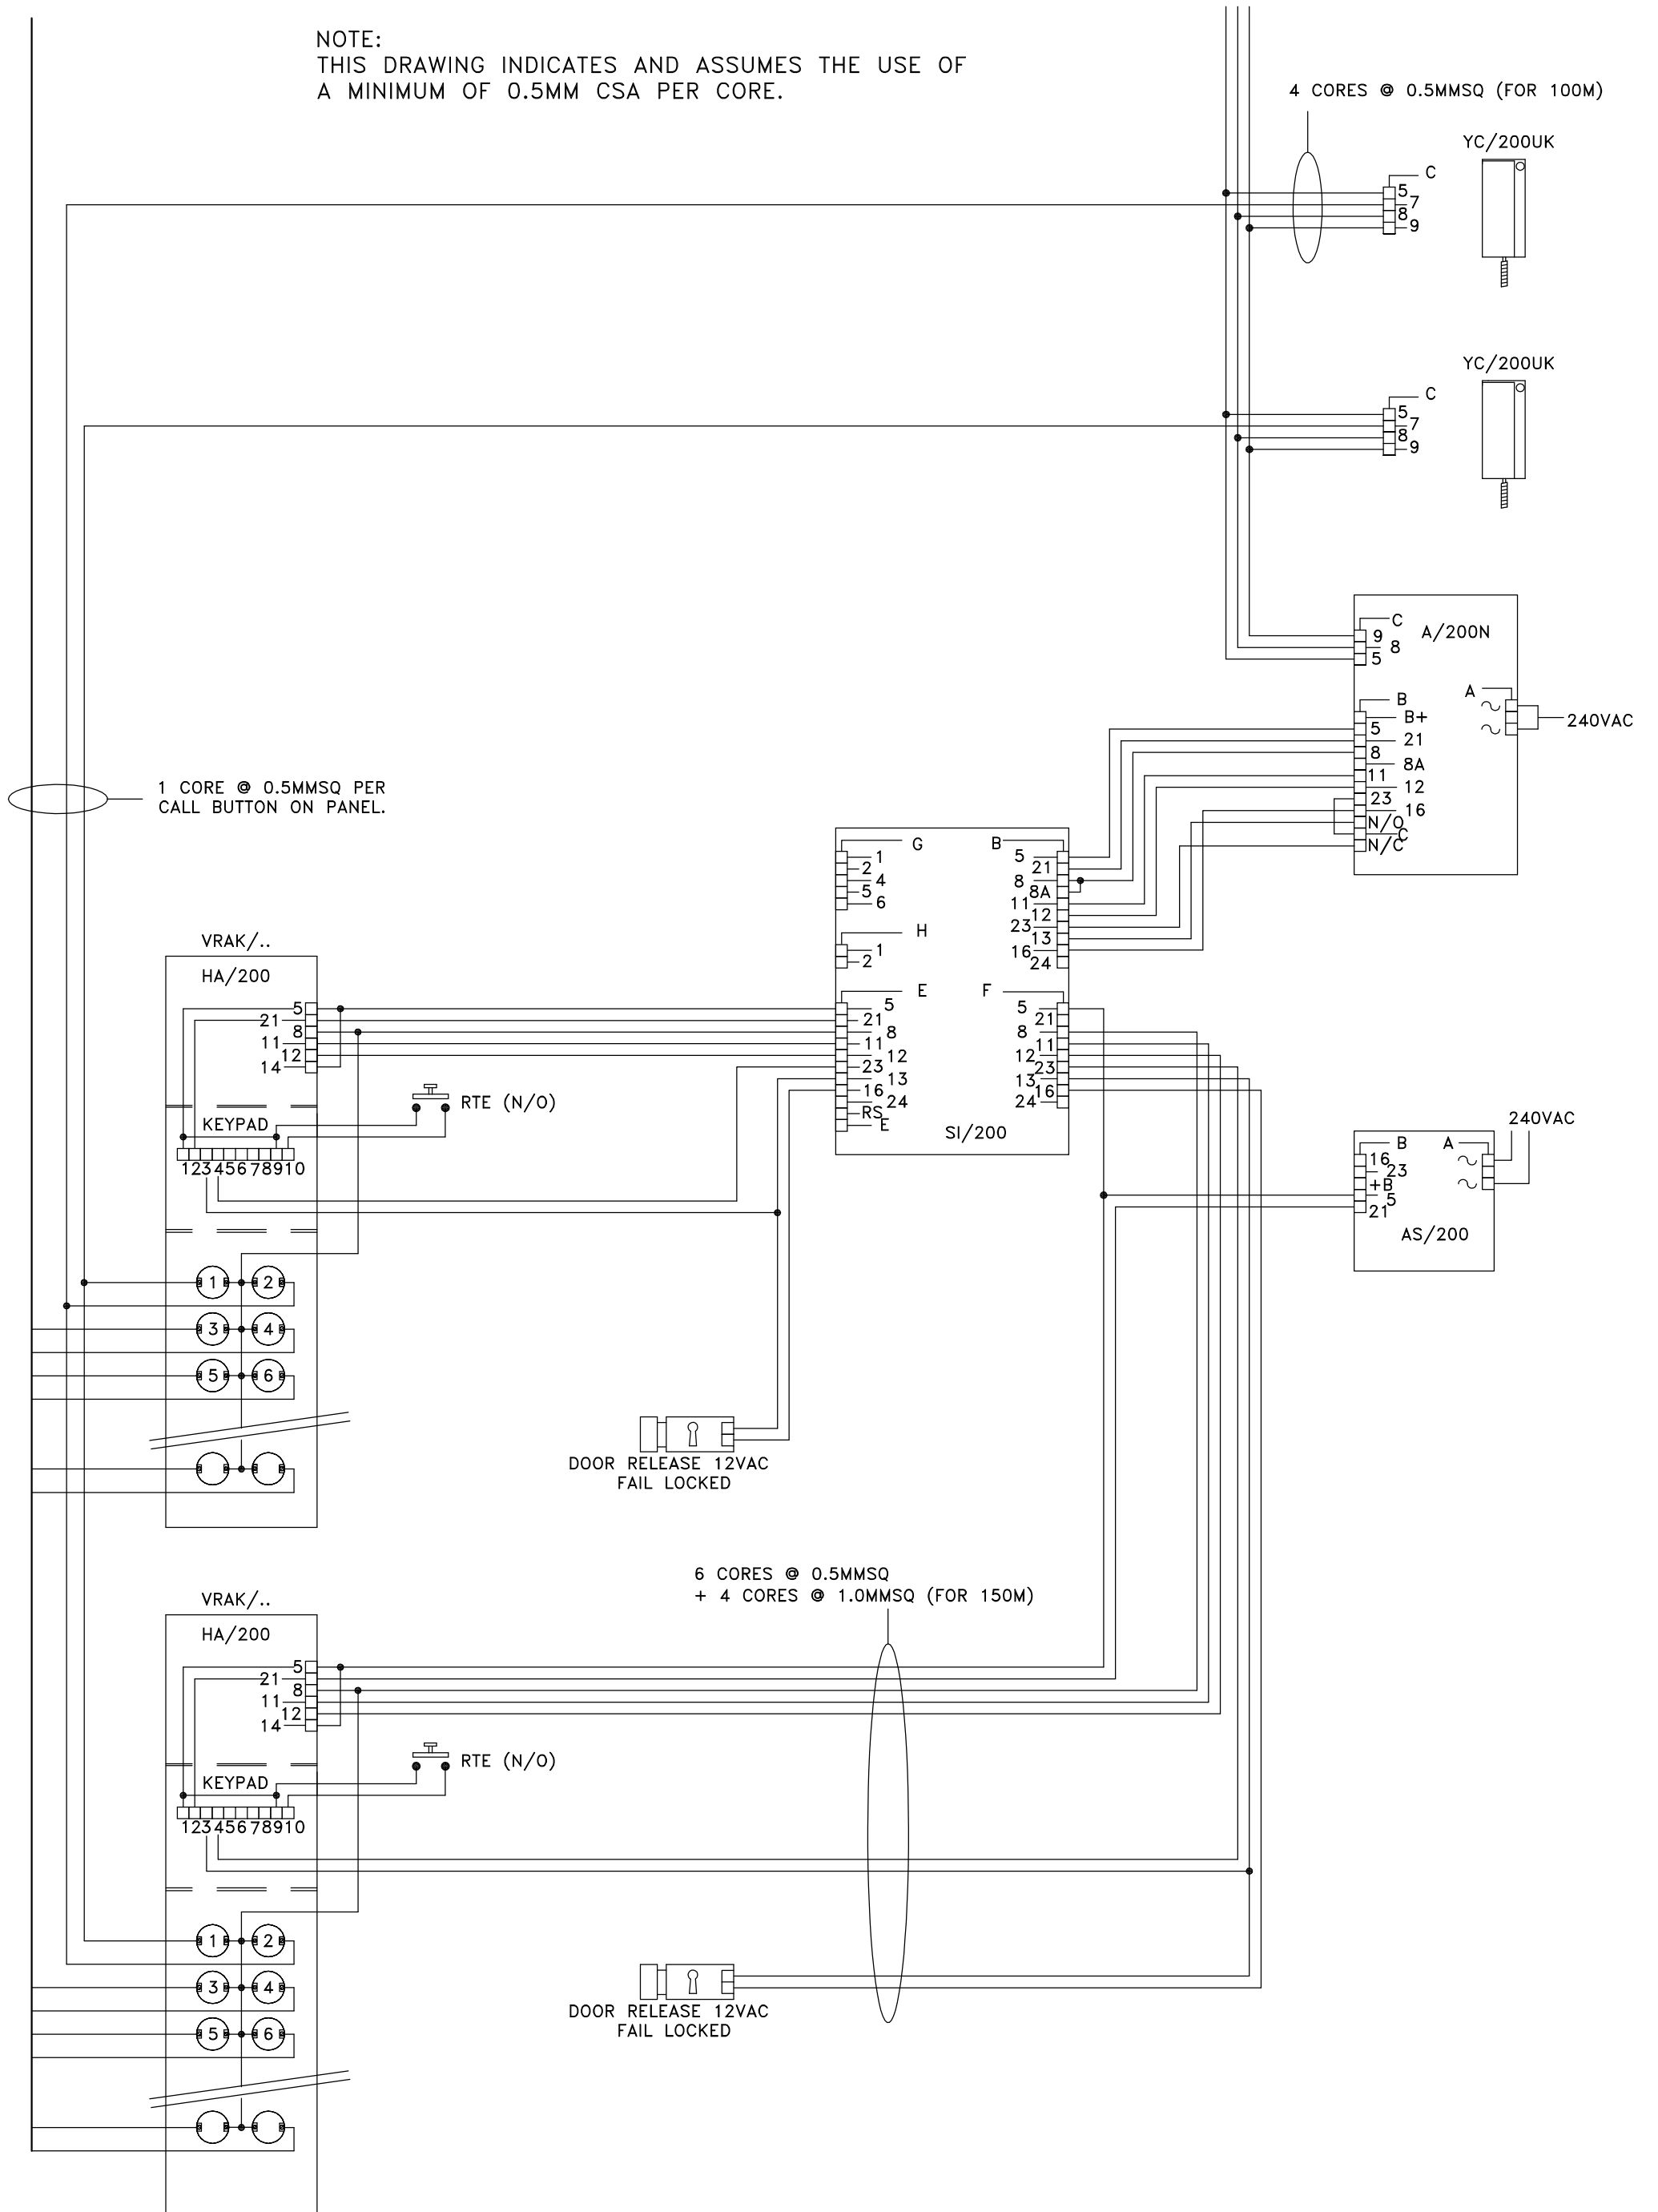 NOTE:
THIS DRAWING INDICATES AND ASSUMES THE USE OF
A MINIMUM OF 0.5MM CSA PER CORE.
4 CORES @ 0.5MMSQ (FOR 100M)
YC/200UK
C
5
7
8
9
YC/200UK
C
5
7
8
9
A/200N
C
9
8
5
B
B+
5
21
8
8A
11
12
23
16
N/O
C
N/C
A
240VAC
1 CORE @ 0.5MMSQ PER
CALL BUTTON ON PANEL.
G
1
2
4
5
6
H
1
2
E
5
21
8
11
12
23
13
16
24
RS
E
B
5
21
8
8A
11
12
23
13
16
24
F
5
21
8
11
12
23
13
16
24
SI/200
VRAK/..
HA/200
5
21
8
11
12
14
RTE (N/O)
KEYPAD
12345678910
1 2
3 4
5 6
DOOR RELEASE 12VAC
FAIL LOCKED
240VAC
B
16
23
+B
5
21
A
AS/200
6 CORES @ 0.5MMSQ
+ 4 CORES @ 1.0MMSQ (FOR 150M)
VRAK/..
HA/200
5
21
8
11
12
14
RTE (N/O)
KEYPAD
12345678910
1 2
3 4
5 6
DOOR RELEASE 12VAC
FAIL LOCKED